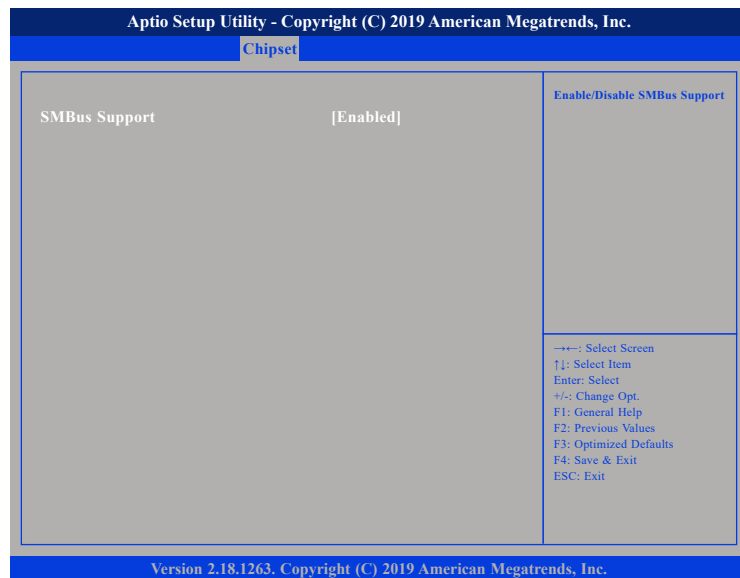 Aptio Setup Utility - Copyright (C) 2019 American Megatrends, Inc.
Chipset
SMBus Support [Enabled]
Enable/Disable SMBus Support
→←: Select Screen
↑↓: Select Item
Enter: Select
+/-: Change Opt.
F1: General Help
F2: Previous Values
F3: Optimized Defaults
F4: Save & Exit
ESC: Exit
Version 2.18.1263. Copyright (C) 2019 American Megatrends, Inc.